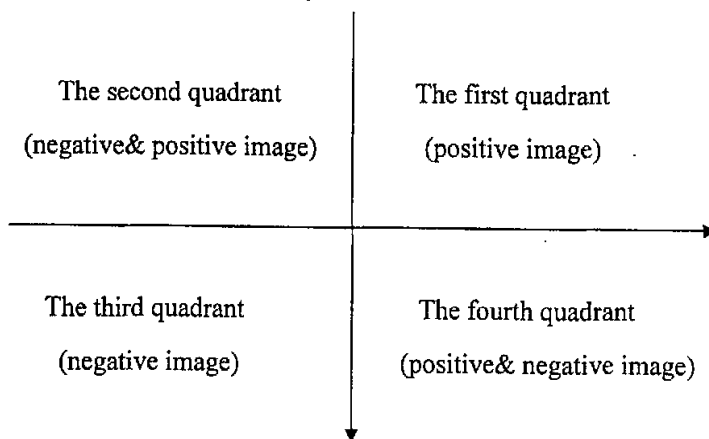 The second quadrant
(negative& positive image)
The first quadrant
(positive image)
The third quadrant
(negative image)
The fourth quadrant
(positive& negative image)